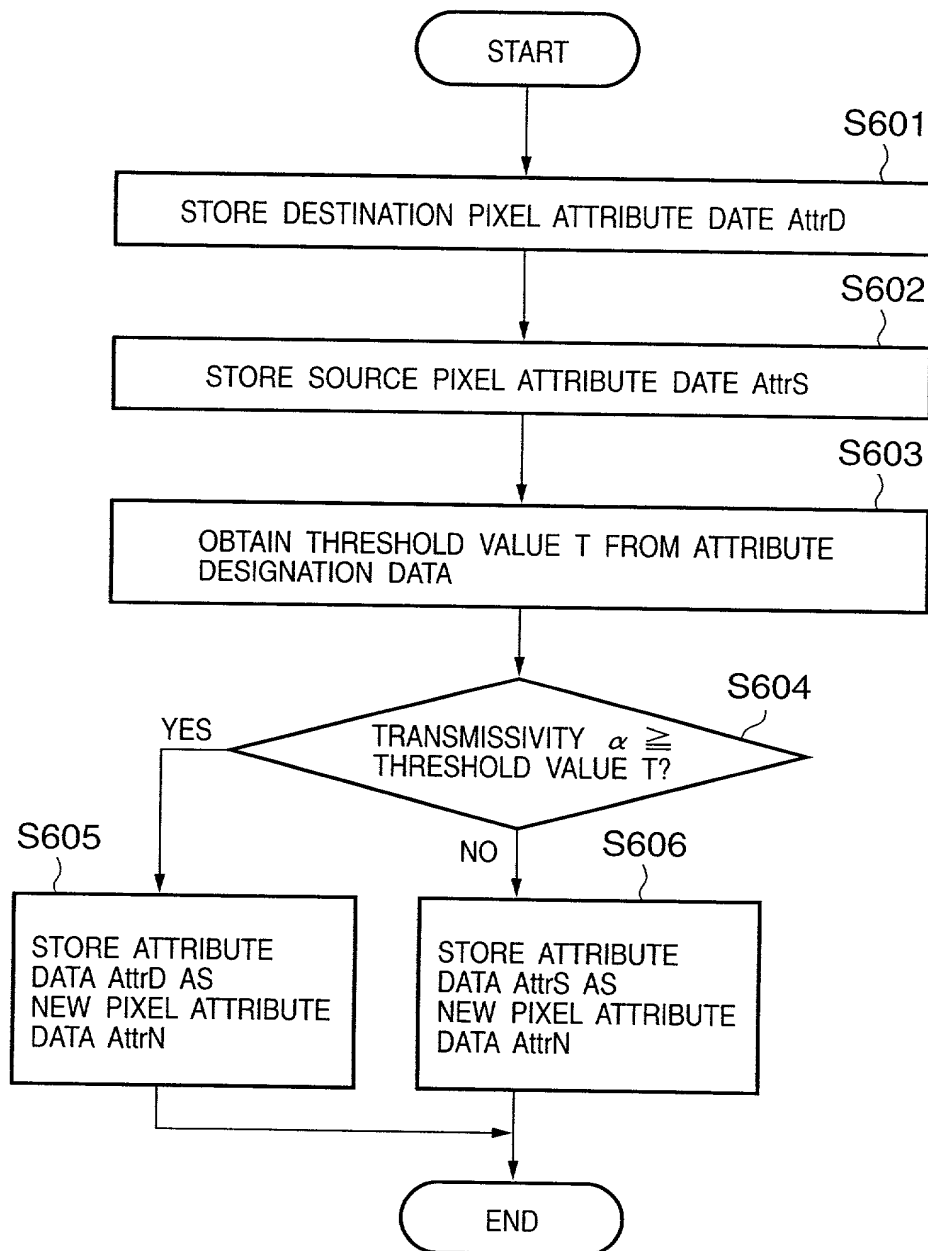 START
S601
STORE DESTINATION PIXEL ATTRIBUTE DATE AttrD
S602
STORE SOURCE PIXEL ATTRIBUTE DATE AttrS
S603
OBTAIN THRESHOLD VALUE T FROM ATTRIBUTE
DESIGNATION DATA
S604
YES
TRANSMISSIVITY α ≧
THRESHOLD VALUE T?
NO
S605
STORE ATTRIBUTE
DATA AttrD AS
NEW PIXEL ATTRIBUTE
DATA AttrN
S606
STORE ATTRIBUTE
DATA AttrS AS
NEW PIXEL ATTRIBUTE
DATA AttrN
END